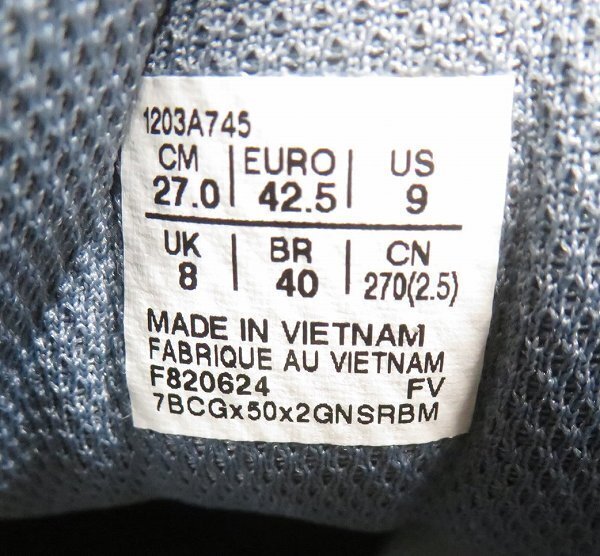 1203A745
CM | EURO | US
27.0 | 42.5 | 9
UK | BR | CN
8 | 40 | 270(2.5)
MADE IN VIETNAM
FABRIQUE AU VIETNAM
F820624 FV
7BCGx50x2GNSRBM